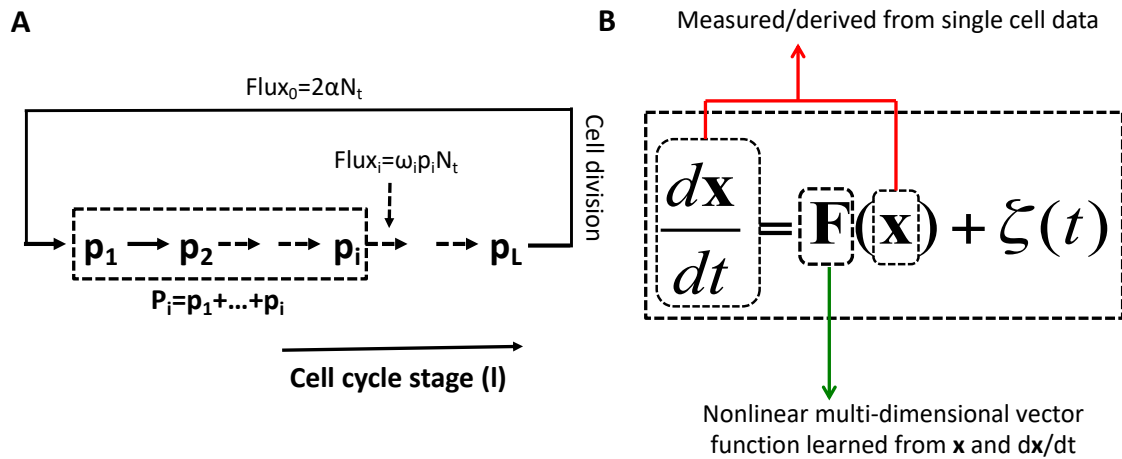 A
Flux₀=2αNₜ
Cell division
Fluxᵢ=ωᵢpᵢNₜ
p₁ p₂ pᵢ p_L
Pᵢ=p₁+...+pᵢ
Cell cycle stage (l)
B
Measured/derived from single cell data
dx/dt = F(x) + ζ(t)
Nonlinear multi-dimensional vector
function learned from x and dx/dt